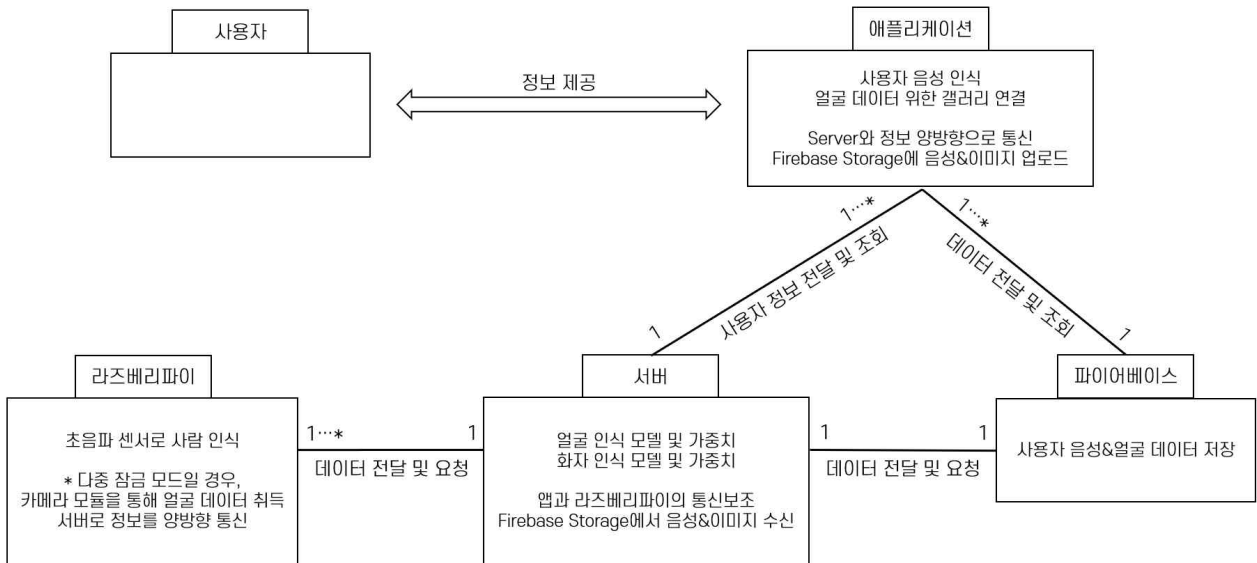 사용자
애플리케이션
정보 제공
사용자 음성 인식
얼굴 데이터 위한 갤러리 연결
Server와 정보 양방향으로 통신
Firebase Storage에 음성&이미지 업로드
1…*
1…*
사용자 정보 전달 및 조회
데이터 전달 및 조회
1
1
라즈베리파이
서버
파이어베이스
초음파 센서로 사람 인식
* 다중 잠금 모드일 경우,
카메라 모듈을 통해 얼굴 데이터 취득
서버로 정보를 양방향 통신
1…*
1
데이터 전달 및 요청
얼굴 인식 모델 및 가중치
화자 인식 모델 및 가중치
앱과 라즈베리파이의 통신보조
Firebase Storage에서 음성&이미지 수신
1
1
데이터 전달 및 요청
사용자 음성&얼굴 데이터 저장